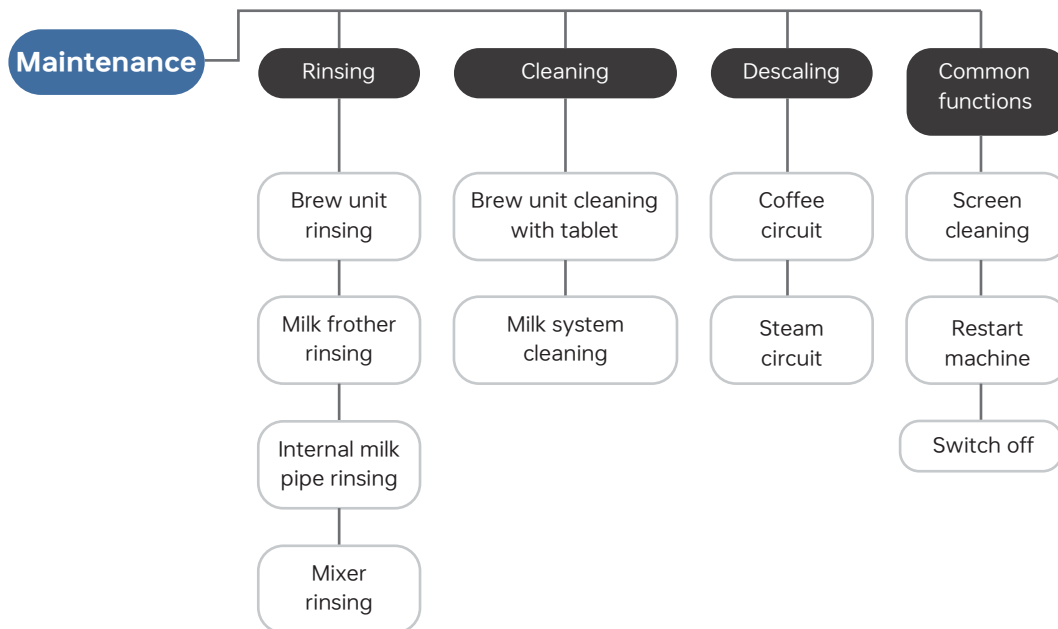 Maintenance
Rinsing
Brew unit
rinsing
Milk frother
rinsing
Internal milk
pipe rinsing
Mixer
rinsing
Cleaning
Brew unit cleaning
with tablet
Milk system
cleaning
Descaling
Coffee
circuit
Steam
circuit
Common
functions
Screen
cleaning
Restart
machine
Switch off